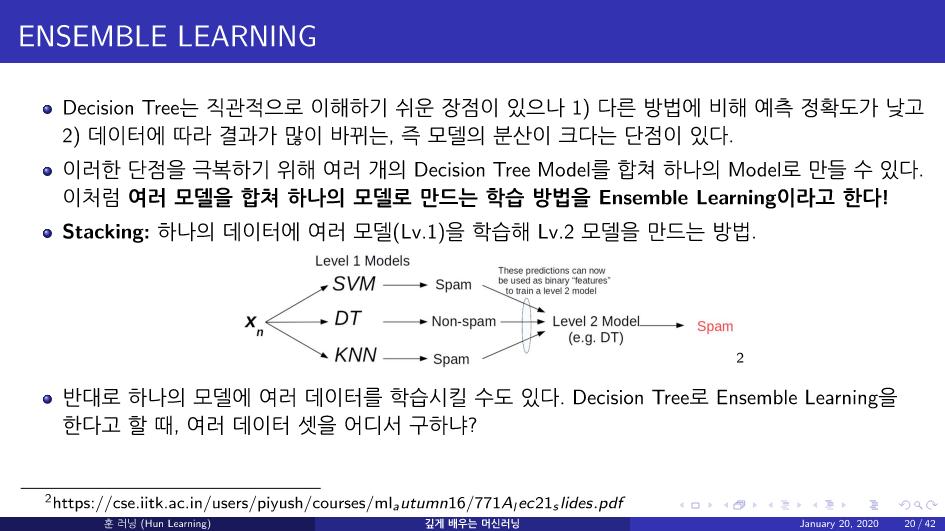 ENSEMBLE LEARNING
Decision Tree는 직관적으로 이해하기 쉬운 장점이 있으나 1) 다른 방법에 비해 예측 정확도가 낮고
2) 데이터에 따라 결과가 많이 바뀌는, 즉 모델의 분산이 크다는 단점이 있다.
이러한 단점을 극복하기 위해 여러 개의 Decision Tree Model를 합쳐 하나의 Model로 만들 수 있다.
이처럼 여러 모델을 합쳐 하나의 모델로 만드는 학습 방법을 Ensemble Learning이라고 한다!
Stacking: 하나의 데이터에 여러 모델(Lv.1)을 학습해 Lv.2 모델을 만드는 방법.
Level 1 Models
These predictions can now
be used as binary “features”
to train a level 2 model
SVM Spam
xn DT Non-spam Level 2 Model Spam
(e.g. DT)
KNN Spam
2
반대로 하나의 모델에 여러 데이터를 학습시킬 수도 있다. Decision Tree로 Ensemble Learning을
한다고 할 때, 여러 데이터 셋을 어디서 구하냐?
2https://cse.iitk.ac.in/users/piyush/courses/mlautumn16/771Alec21slides.pdf
훈 러닝 (Hun Learning) 깊게 배우는 머신러닝 January 20, 2020 20 / 42